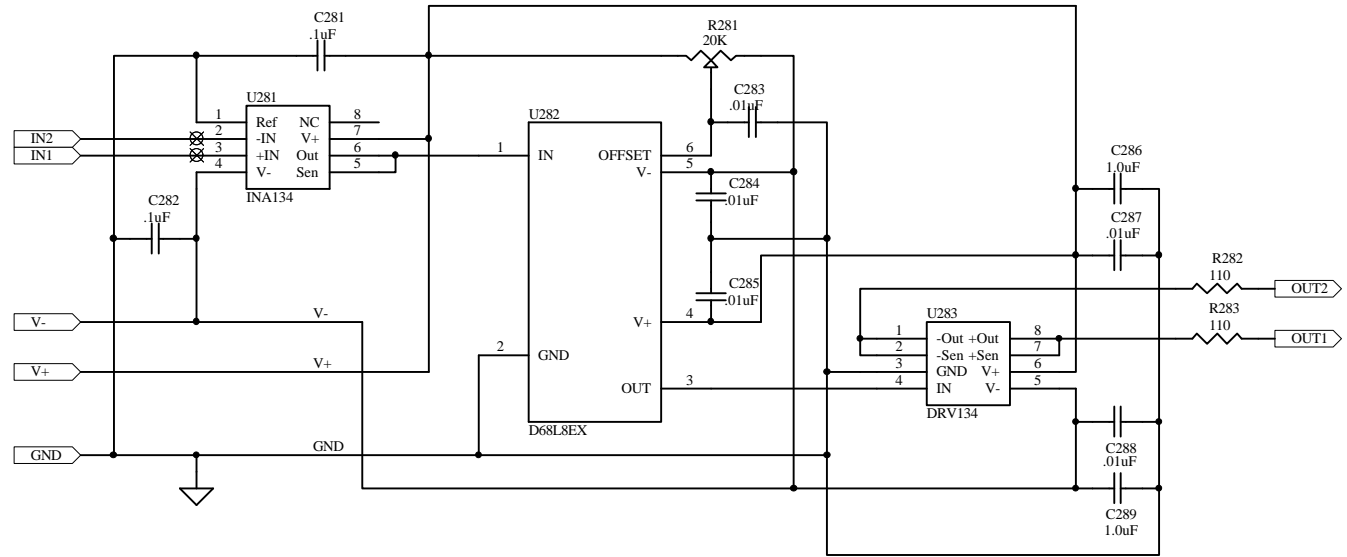 C281
.1uF
R281
20K
U281
1 Ref NC 8
2 -IN V+ 7
3 +IN Out 6
4 V- Sen 5
INA134
IN2
IN1
C282
.1uF
U282
1 IN
OFFSET 6
V- 5
V+ 4
2 GND
OUT 3
D68L8EX
C283
.01uF
C284
.01uF
C285
.01uF
C286
1.0uF
C287
.01uF
R282
110
OUT2
R283
110
OUT1
U283
1 -Out +Out 8
2 -Sen +Sen 7
3 GND V+ 6
4 IN V- 5
DRV134
C288
.01uF
C289
1.0uF
V- V-
V+ V+
GND GND